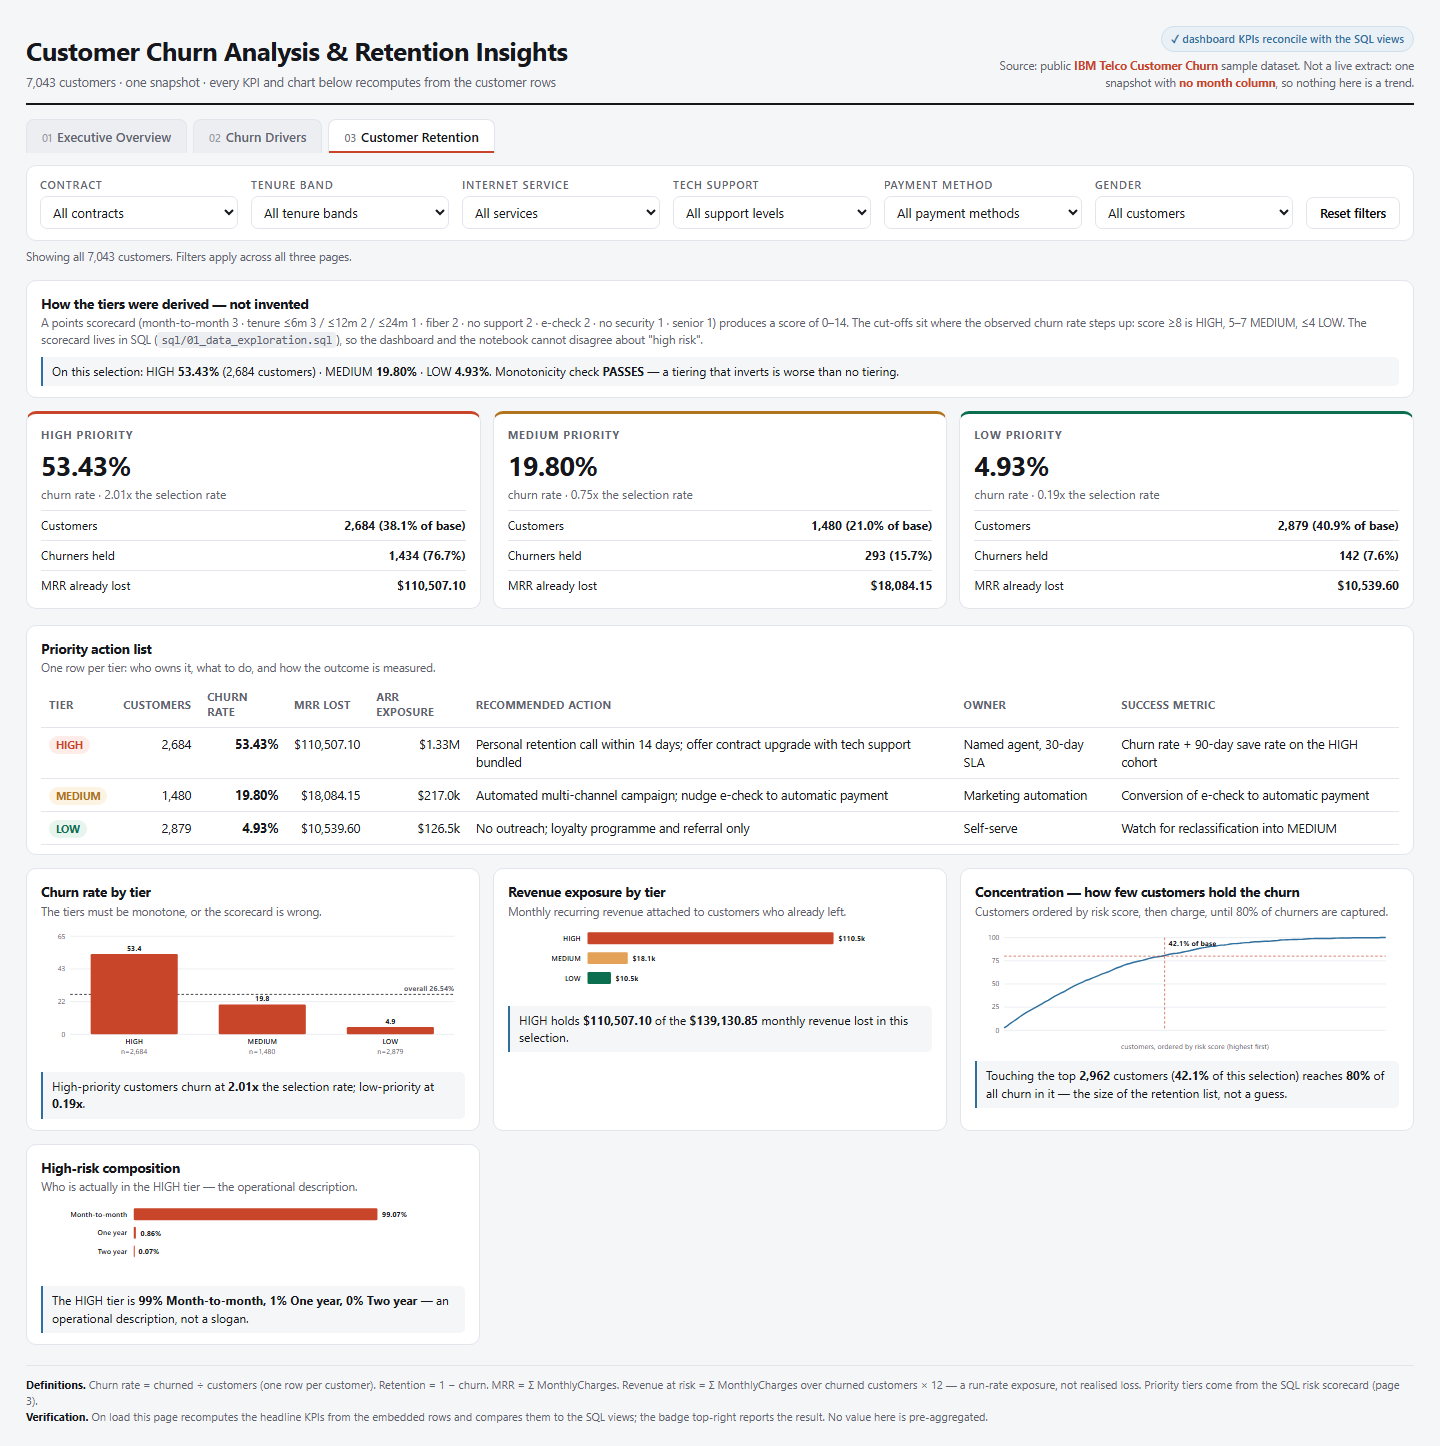 Customer Churn Analysis & Retention Insights
7,043 customers · one snapshot · every KPI and chart below recomputes from the customer rows
✓ dashboard KPIs reconcile with the SQL views
Source: public IBM Telco Customer Churn sample dataset. Not a live extract: one
snapshot with no month column, so nothing here is a trend.
01 Executive Overview
02 Churn Drivers
03 Customer Retention
CONTRACT
TENURE BAND
INTERNET SERVICE
TECH SUPPORT
PAYMENT METHOD
GENDER
All contracts
All tenure bands
All services
All support levels
All payment methods
All customers
Reset filters
Showing all 7,043 customers. Filters apply across all three pages.
How the tiers were derived — not invented
A points scorecard (month-to-month 3 · tenure ≤6m 3 / ≤12m 2 / ≤24m 1 · fiber 2 · no support 2 · e-check 2 · no security 1 · senior 1) produces a score of 0–14. The cut-offs sit where the observed churn rate steps up: score ≥8 is HIGH, 5–7 MEDIUM, ≤4 LOW. The
scorecard lives in SQL ( sql/01_data_exploration.sql ), so the dashboard and the notebook cannot disagree about "high risk".
On this selection: HIGH 53.43% (2,684 customers) · MEDIUM 19.80% · LOW 4.93%. Monotonicity check PASSES — a tiering that inverts is worse than no tiering.
HIGH PRIORITY
53.43%
churn rate · 2.01x the selection rate
Customers 2,684 (38.1% of base)
Churners held 1,434 (76.7%)
MRR already lost $110,507.10
MEDIUM PRIORITY
19.80%
churn rate · 0.75x the selection rate
Customers 1,480 (21.0% of base)
Churners held 293 (15.7%)
MRR already lost $18,084.15
LOW PRIORITY
4.93%
churn rate · 0.19x the selection rate
Customers 2,879 (40.9% of base)
Churners held 142 (7.6%)
MRR already lost $10,539.60
Priority action list
One row per tier: who owns it, what to do, and how the outcome is measured.
TIER CUSTOMERS CHURN RATE MRR LOST ARR EXPOSURE RECOMMENDED ACTION OWNER SUCCESS METRIC
HIGH 2,684 53.43% $110,507.10 $1.33M Personal retention call within 14 days; offer contract upgrade with tech support bundled Named agent, 30-day SLA Churn rate + 90-day save rate on the HIGH cohort
MEDIUM 1,480 19.80% $18,084.15 $217.0k Automated multi-channel campaign; nudge e-check to automatic payment Marketing automation Conversion of e-check to automatic payment
LOW 2,879 4.93% $10,539.60 $126.5k No outreach; loyalty programme and referral only Self-serve Watch for reclassification into MEDIUM
Churn rate by tier
The tiers must be monotone, or the scorecard is wrong.
65
43
22
0
53.4
19.8
4.9
overall 26.54%
HIGH
MEDIUM
LOW
n=2,684
n=1,480
n=2,879
High-priority customers churn at 2.01x the selection rate; low-priority at
0.19x.
Revenue exposure by tier
Monthly recurring revenue attached to customers who already left.
HIGH $110.5k
MEDIUM $18.1k
LOW $10.5k
HIGH holds $110,507.10 of the $139,130.85 monthly revenue lost in this
selection.
Concentration — how few customers hold the churn
Customers ordered by risk score, then charge, until 80% of churners are captured.
100
75
50
25
0
42.1% of base
customers, ordered by risk score (highest first)
Touching the top 2,962 customers (42.1% of this selection) reaches 80% of
all churn in it — the size of the retention list, not a guess.
High-risk composition
Who is actually in the HIGH tier — the operational description.
Month-to-month 99.07%
One year 0.86%
Two year 0.07%
The HIGH tier is 99% Month-to-month, 1% One year, 0% Two year — an
operational description, not a slogan.
Definitions. Churn rate = churned ÷ customers (one row per customer). Retention = 1 − churn. MRR = Σ MonthlyCharges. Revenue at risk = Σ MonthlyCharges over churned customers × 12 — a run-rate exposure, not realised loss. Priority tiers come from the SQL risk scorecard (page
3).
Verification. On load this page recomputes the headline KPIs from the embedded rows and compares them to the SQL views; the badge top-right reports the result. No value here is pre-aggregated.